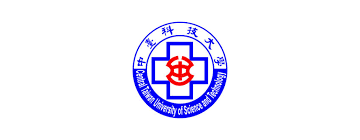 中臺科技大學
Central Taiwan University of Science and Technology